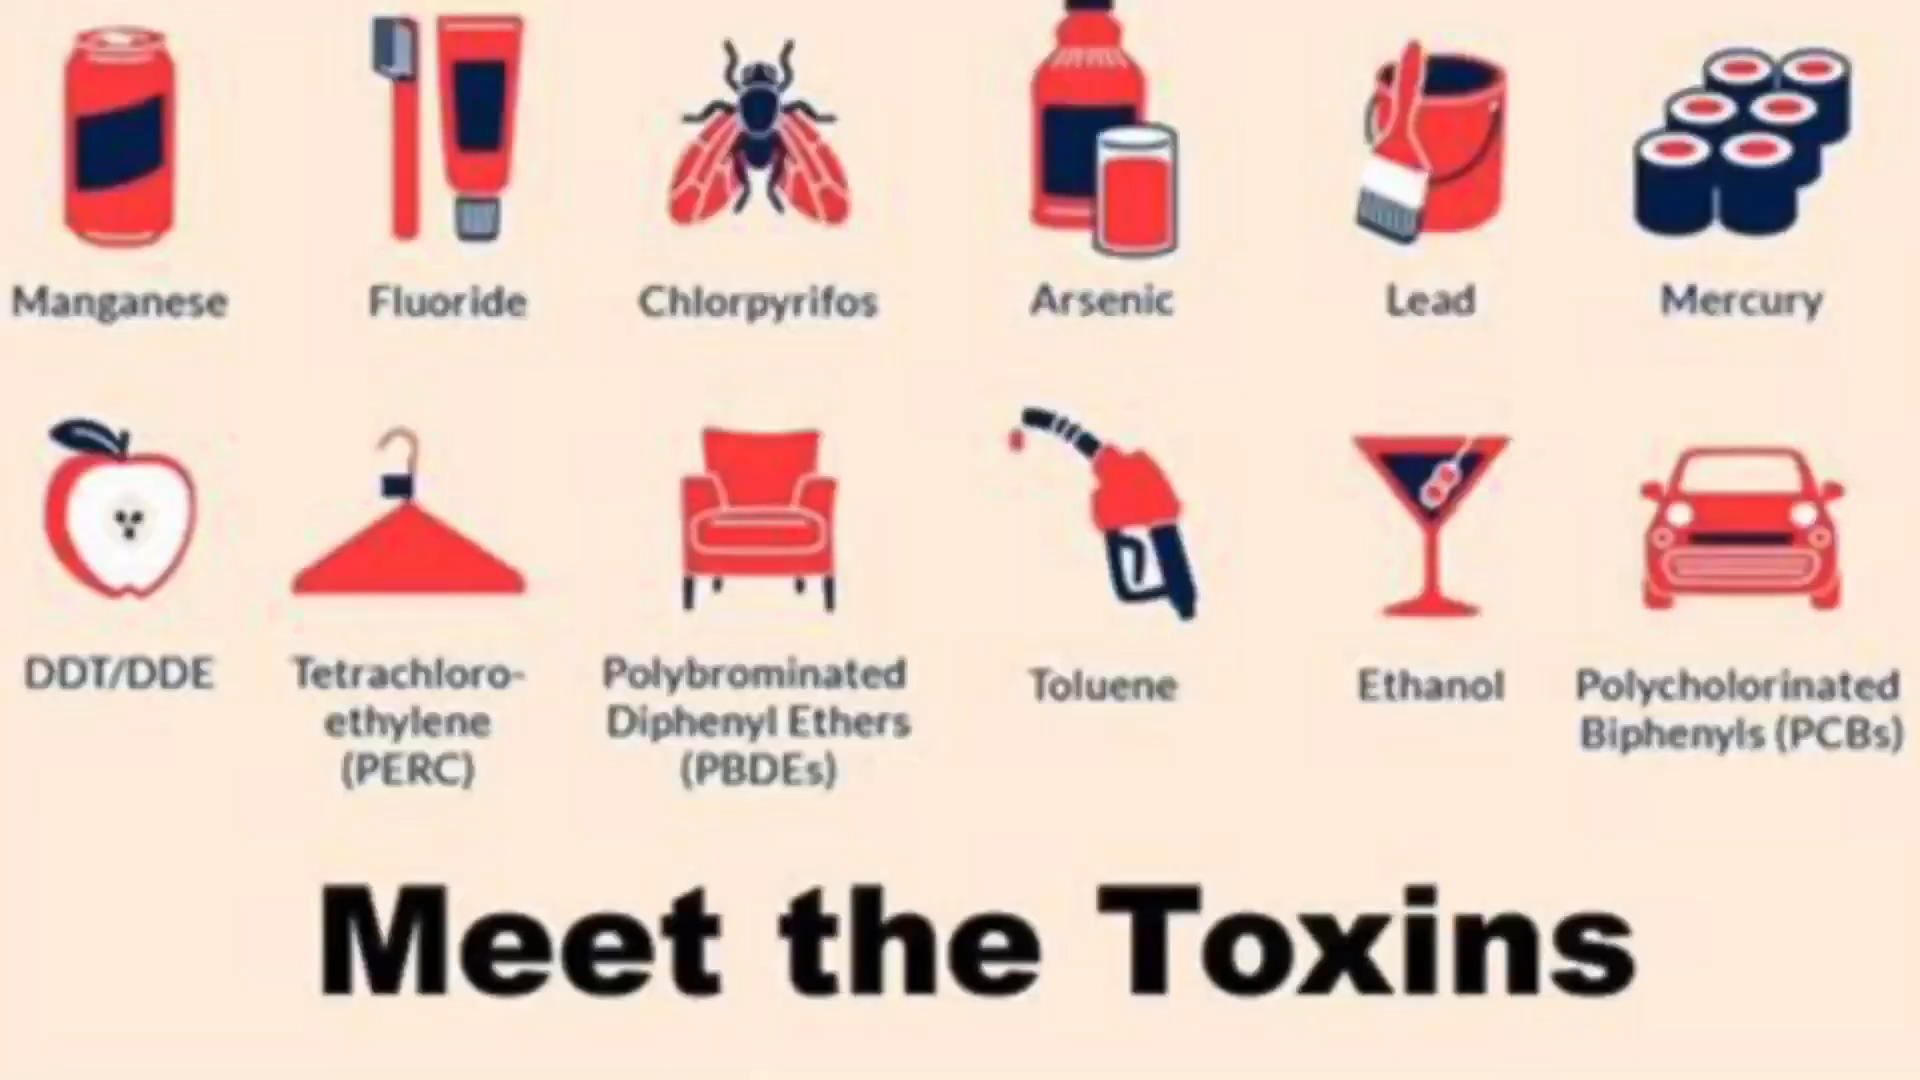 Manganese
Fluoride
Chlorpyrifos
Arsenic
Lead
Mercury
DDT/DDE
Tetrachloro-
ethylene
(PERC)
Polybrominated
Diphenyl Ethers
(PBDEs)
Toluene
Ethanol
Polycholorinated
Biphenyls (PCBs)
Meet the Toxins